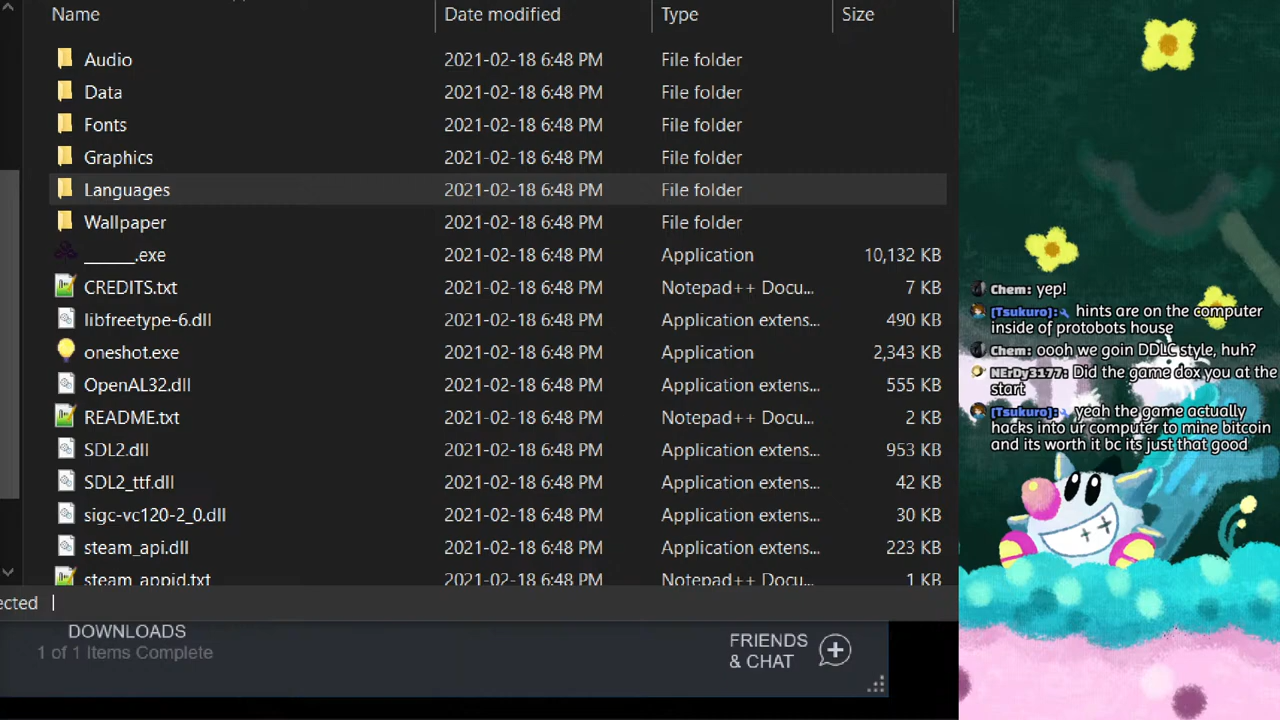 Name Date modified Type Size
Audio 2021-02-18 6:48 PM File folder
Data 2021-02-18 6:48 PM File folder
Fonts 2021-02-18 6:48 PM File folder
Graphics 2021-02-18 6:48 PM File folder
Languages 2021-02-18 6:48 PM File folder
Wallpaper 2021-02-18 6:48 PM File folder
______.exe 2021-02-18 6:48 PM Application 10,132 KB
CREDITS.txt 2021-02-18 6:48 PM Notepad++ Docu... 7 KB
libfreetype-6.dll 2021-02-18 6:48 PM Application extens... 490 KB
oneshot.exe 2021-02-18 6:48 PM Application 2,343 KB
OpenAL32.dll 2021-02-18 6:48 PM Application extens... 555 KB
README.txt 2021-02-18 6:48 PM Notepad++ Docu... 2 KB
SDL2.dll 2021-02-18 6:48 PM Application extens... 953 KB
SDL2_ttf.dll 2021-02-18 6:48 PM Application extens... 42 KB
sigc-vc120-2_0.dll 2021-02-18 6:48 PM Application extens... 30 KB
steam_api.dll 2021-02-18 6:48 PM Application extens... 223 KB
steam_appid.txt 2021-02-18 6:48 PM Notepad++ Docu... 1 KB
ected
DOWNLOADS
1 of 1 Items Complete
FRIENDS
& CHAT
Chem: yep!
[Tsukuro]: hints are on the computer
inside of protobots house
Chem: oooh we goin DDLC style, huh?
NErDy3177: Did the game dox you at the
start
[Tsukuro]: yeah the game actually
hacks into ur computer to mine bitcoin
and its worth it bc its just that good